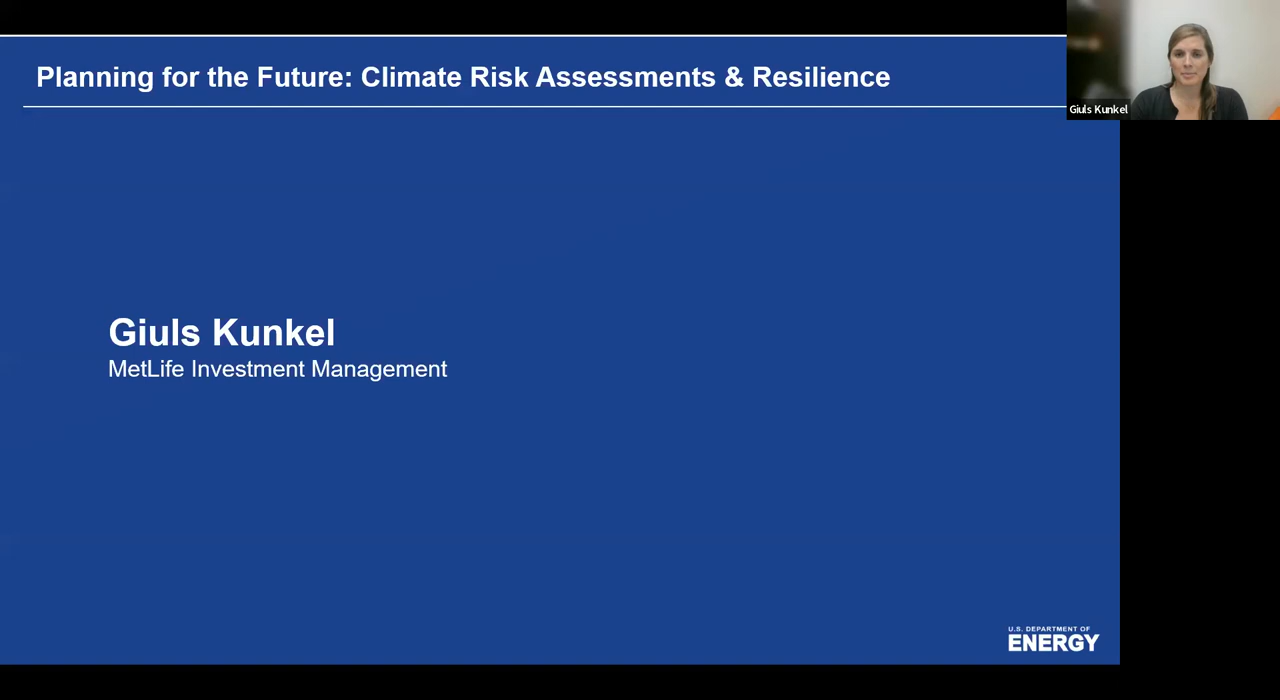 Planning for the Future: Climate Risk Assessments & Resilience
Giuls Kunkel
Giuls Kunkel
MetLife Investment Management
U.S. DEPARTMENT OF
ENERGY